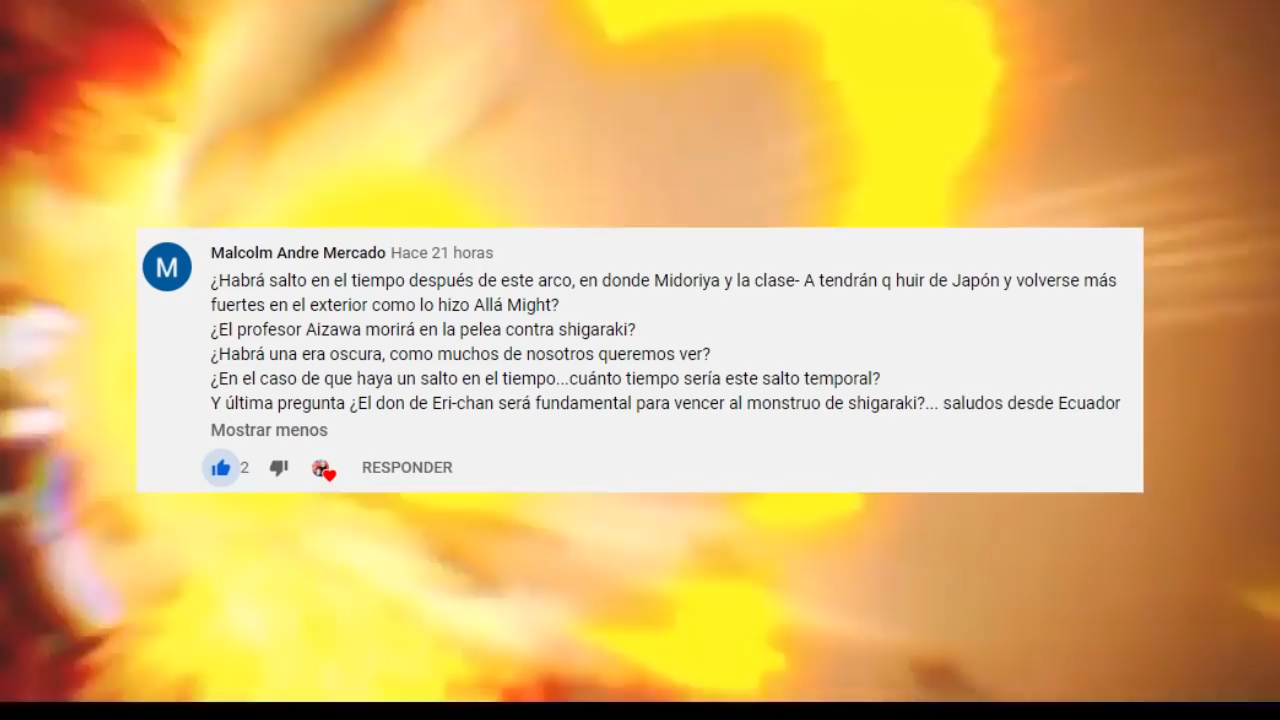 M
Malcolm Andre Mercado Hace 21 horas
¿Habrá salto en el tiempo después de este arco, en donde Midoriya y la clase- A tendrán q huir de Japón y volverse más
fuertes en el exterior como lo hizo Allá Might?
¿El profesor Aizawa morirá en la pelea contra shigaraki?
¿Habrá una era oscura, como muchos de nosotros queremos ver?
¿En el caso de que haya un salto en el tiempo...cuánto tiempo sería este salto temporal?
Y última pregunta ¿El don de Eri-chan será fundamental para vencer al monstruo de shigaraki?... saludos desde Ecuador
Mostrar menos
2 RESPONDER